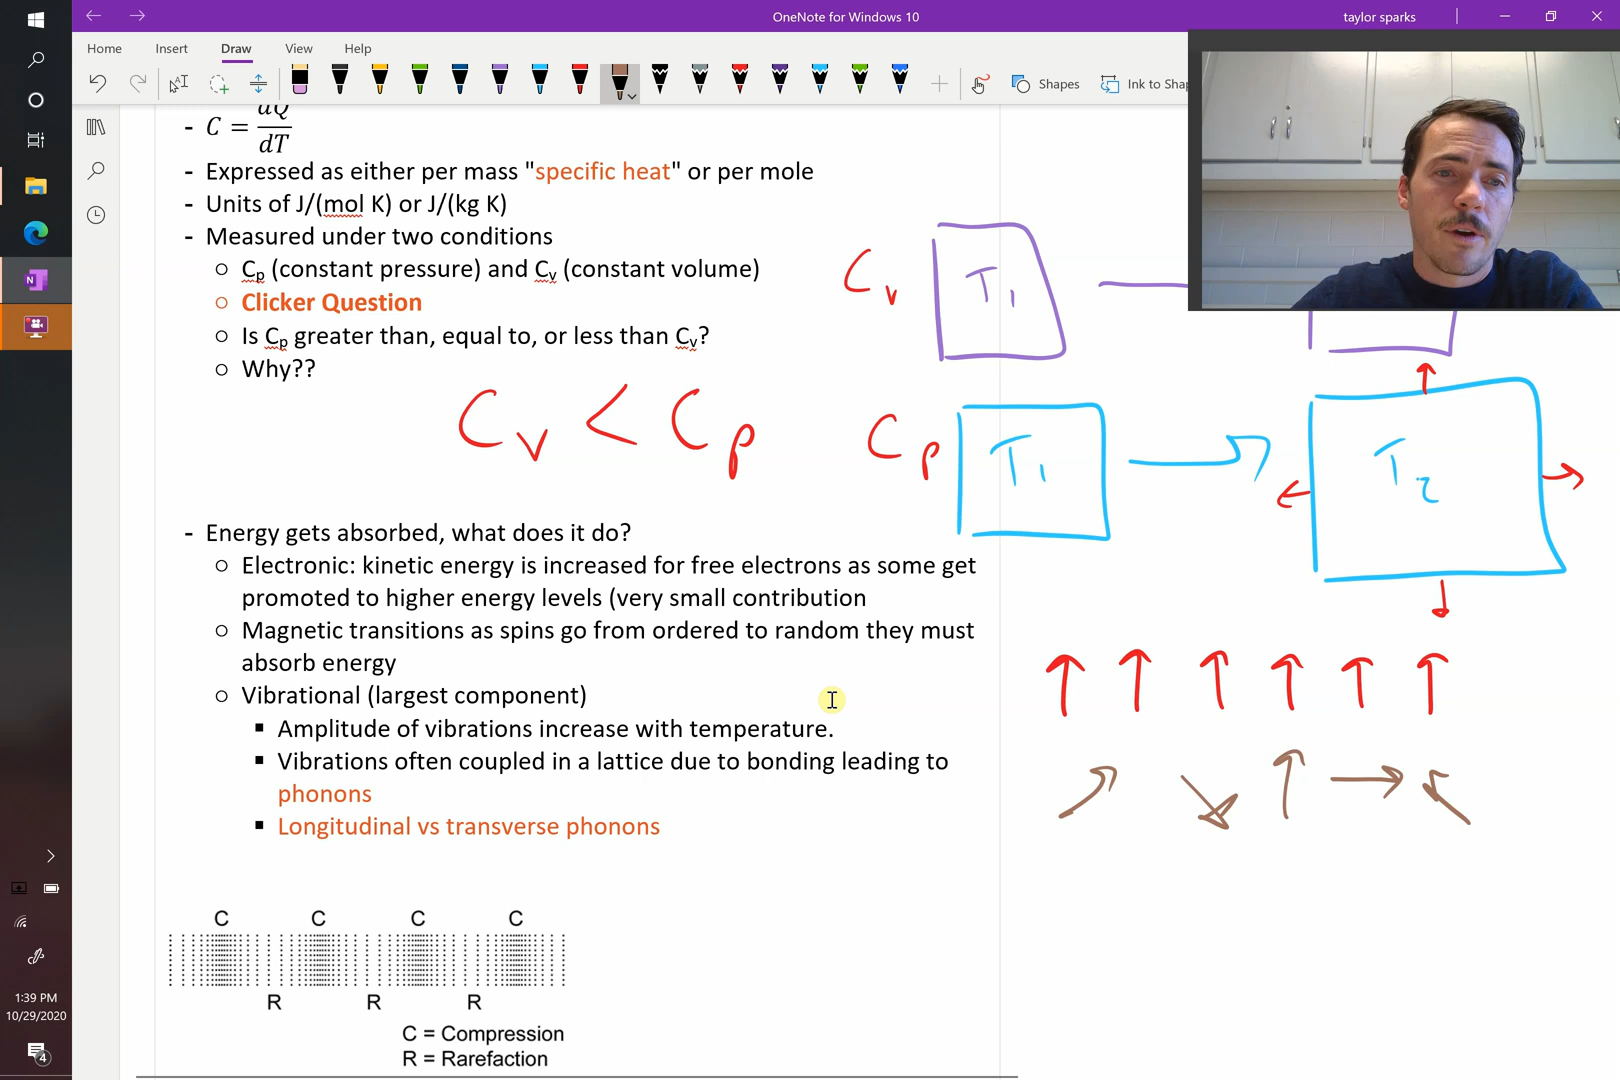 OneNote for Windows 10
taylor sparks
Home Insert Draw View Help
Shapes
Ink to Shap
- C = dQ/dT
- Expressed as either per mass "specific heat" or per mole
- Units of J/(mol K) or J/(kg K)
- Measured under two conditions
○ Cp (constant pressure) and Cv (constant volume)
○ Clicker Question
○ Is Cp greater than, equal to, or less than Cv?
○ Why??
Cv < Cp
Cv T1
Cp T1 T2
- Energy gets absorbed, what does it do?
○ Electronic: kinetic energy is increased for free electrons as some get
promoted to higher energy levels (very small contribution
○ Magnetic transitions as spins go from ordered to random they must
absorb energy
○ Vibrational (largest component)
▪ Amplitude of vibrations increase with temperature.
▪ Vibrations often coupled in a lattice due to bonding leading to
phonons
▪ Longitudinal vs transverse phonons
C C C C
R R R
C = Compression
R = Rarefaction
1:39 PM
10/29/2020
4